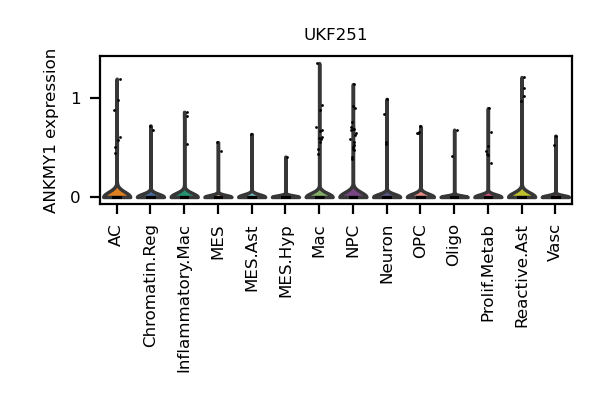 UKF251
ANKMY1 expression
1
0
AC
Chromatin.Reg
Inflammatory.Mac
MES
MES.Ast
MES.Hyp
Mac
NPC
Neuron
OPC
Oligo
Prolif.Metab
Reactive.Ast
Vasc